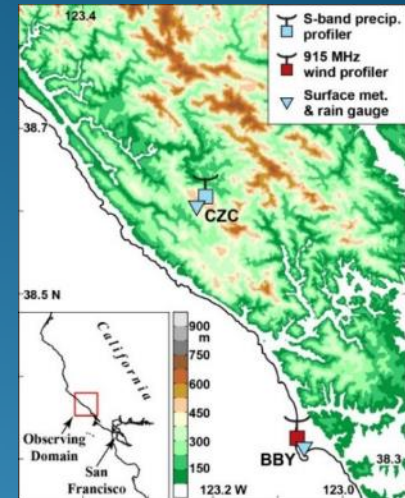 123.4
S-band precip.
profiler
915 MHz
wind profiler
Surface met.
& rain gauge
38.7
CZC
38.5 N
California
900
m
750
600
450
300
150
Observing
Domain
San
Francisco
BBY
38.3
123.2 W
123.0